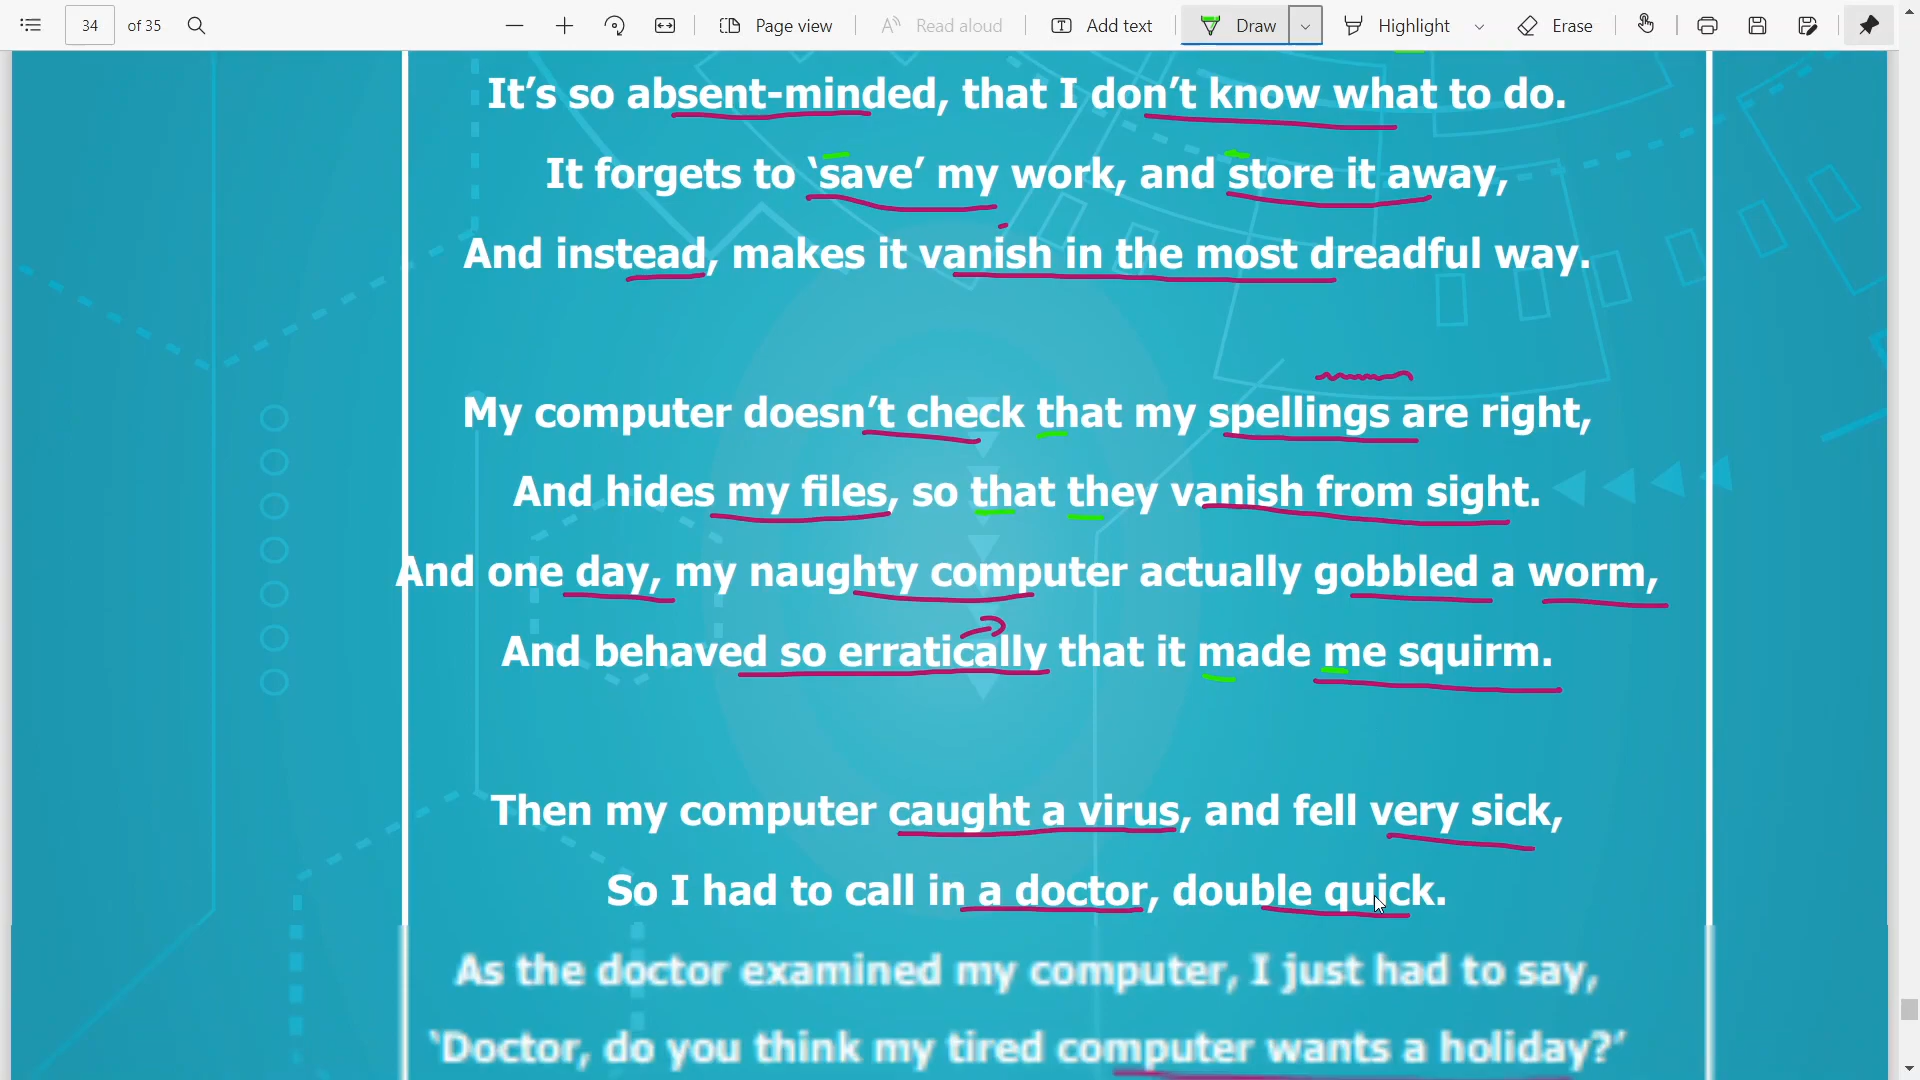 34 of 35 Page view Read aloud Add text Draw Highlight Erase
It's so absent-minded, that I don't know what to do.
It forgets to ‘save’ my work, and store it away,
And instead, makes it vanish in the most dreadful way.
My computer doesn't check that my spellings are right,
And hides my files, so that they vanish from sight.
And one day, my naughty computer actually gobbled a worm,
And behaved so erratically that it made me squirm.
Then my computer caught a virus, and fell very sick,
So I had to call in a doctor, double quick.
As the doctor examined my computer, I just had to say,
‘Doctor, do you think my tired computer wants a holiday?’